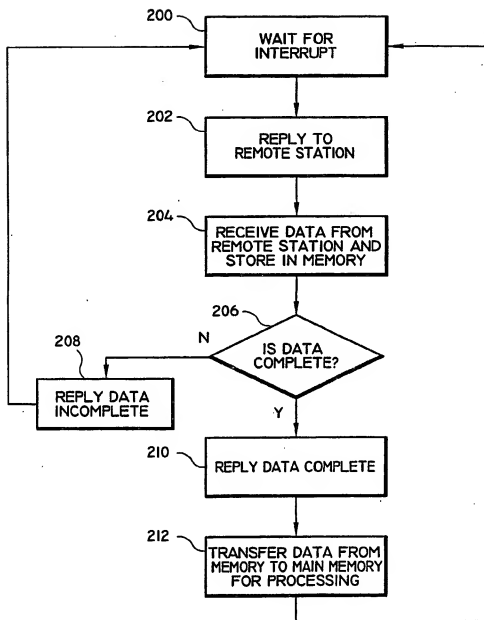 200
WAIT FOR
INTERRUPT
202
REPLY TO
REMOTE STATION
204
RECEIVE DATA FROM
REMOTE STATION AND
STORE IN MEMORY
206
N
IS DATA
COMPLETE?
208
REPLY DATA
INCOMPLETE
Y
210
REPLY DATA COMPLETE
212
TRANSFER DATA FROM
MEMORY TO MAIN MEMORY
FOR PROCESSING